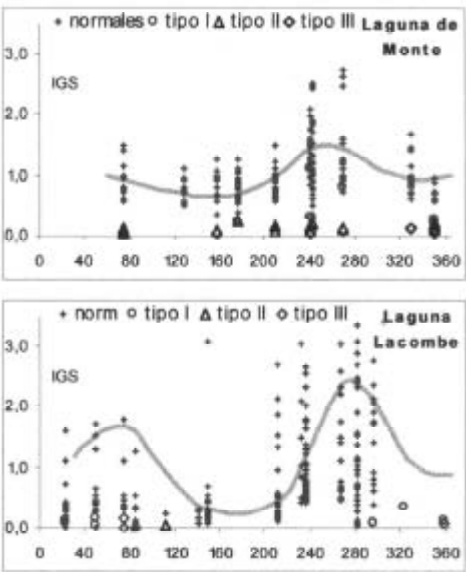 + normales o tipo I Δ tipo II ◇ tipo III Laguna de
Monte
3,0
IGS
2,0
1,0
0,0
0 40 80 120 160 200 240 280 320 360
+ norm o tipo I Δ tipo II ◇ tipo III Laguna
Lacombe
3,0
IGS
2,0
1,0
0,0
0 40 80 120 160 200 240 280 320 360